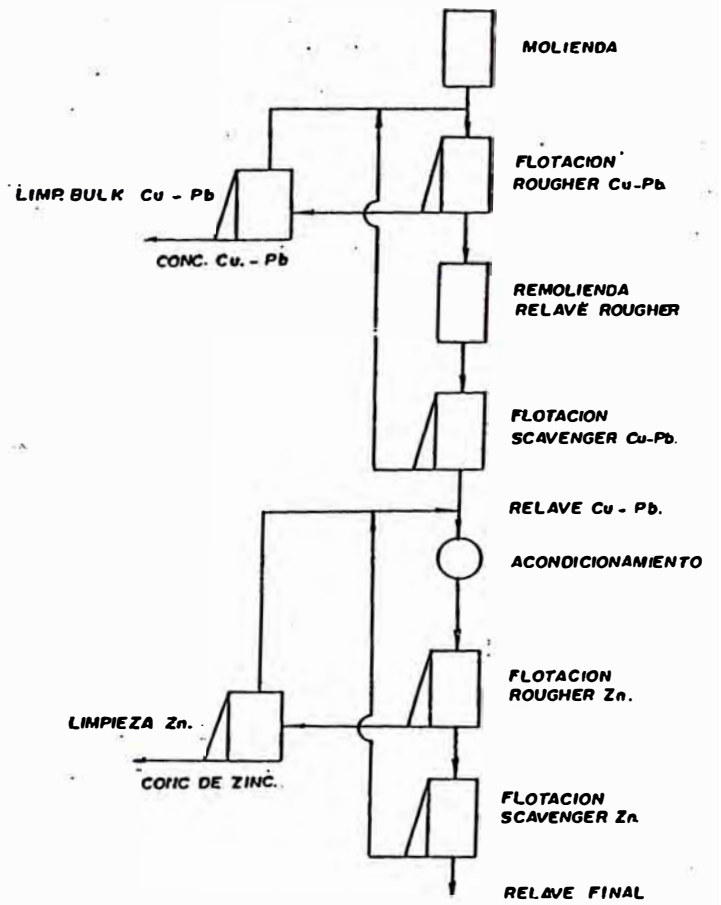 MOLIENDA
FLOTACION
ROUGHER Cu-Pb.
LIMP. BULK Cu - Pb
CONC. Cu. - Pb
REMOLIENDA
RELAVE ROUGHER
FLOTACION
SCAVENGER Cu-Pb.
RELAVE Cu - Pb.
ACONDICIONAMIENTO
FLOTACION
ROUGHER Zn.
LIMPIEZA Zn.
CONC DE ZINC.
FLOTACION
SCAVENGER Zn.
RELAVE FINAL